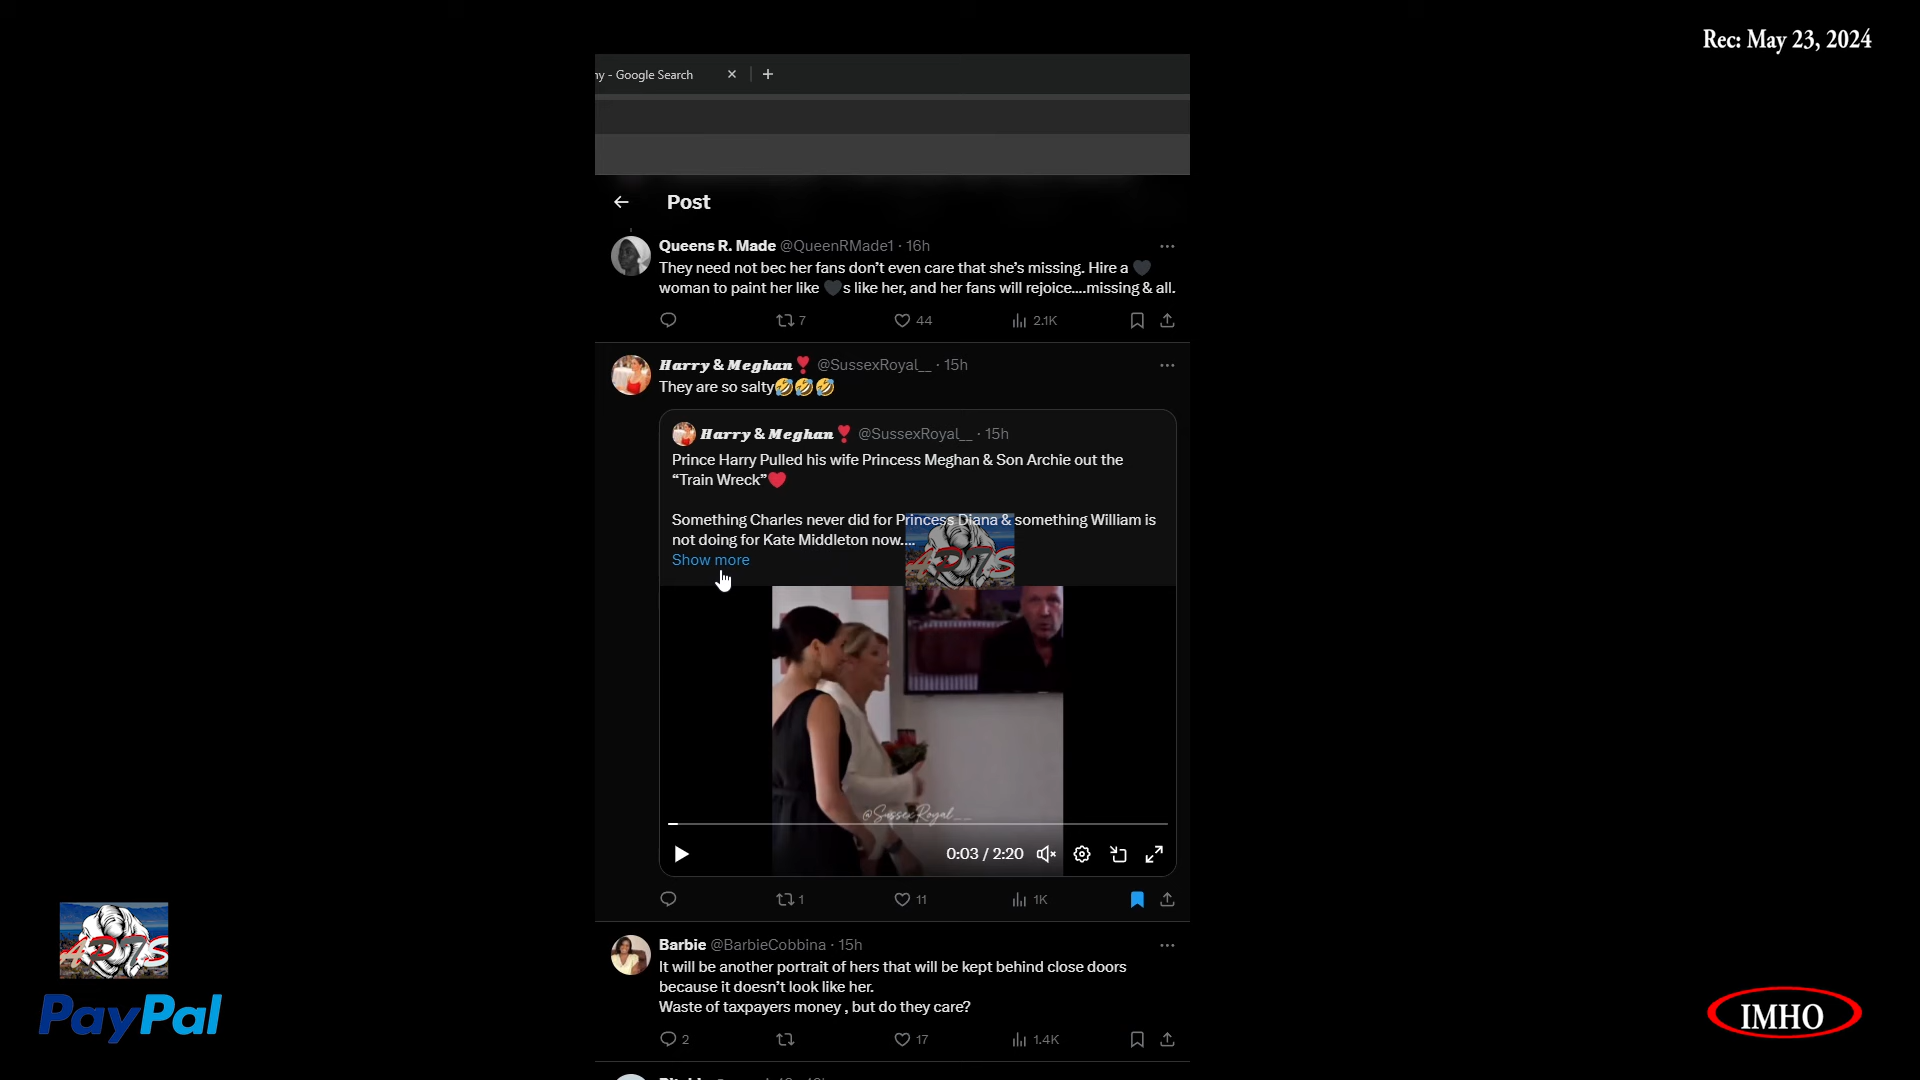 Rec: May 23, 2024
ny - Google Search
Post
Queens R. Made @QueenRMade1 · 16h
They need not bec her fans don't even care that she's missing. Hire a 🖤
woman to paint her like 🖤s like her, and her fans will rejoice....missing & all.
7 44 2.1K
Harry & Meghan❣️ @SussexRoyal__ · 15h
They are so salty🤣🤣🤣
Harry & Meghan❣️ @SussexRoyal__ · 15h
Prince Harry Pulled his wife Princess Meghan & Son Archie out the
“Train Wreck”❤️
Something Charles never did for Princess Diana & something William is
not doing for Kate Middleton now....
Show more
@SussexRoyal__
0:03 / 2:20
1 11 1K
Barbie @BarbieCobbina · 15h
It will be another portrait of hers that will be kept behind close doors
because it doesn't look like her.
Waste of taxpayers money , but do they care?
2 17 1.4K
PayPal
IMHO